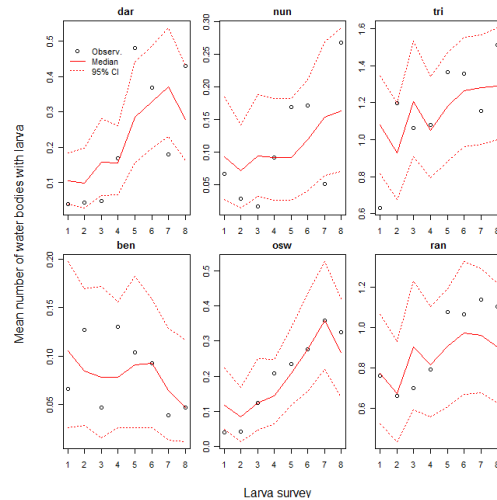 dar
nun
tri
Observ.
Median
95% CI
0.1
0.2
0.3
0.4
0.5
0.05
0.10
0.15
0.20
0.25
0.30
0.6
0.8
1.0
1.2
1.4
1.6
1 2 3 4 5 6 7 8
1 2 3 4 5 6 7 8
1 2 3 4 5 6 7 8
Mean number of water bodies with larva
ben
osw
ran
0.05
0.10
0.15
0.20
0.0
0.1
0.2
0.3
0.4
0.5
0.6
0.8
1.0
1.2
1 2 3 4 5 6 7 8
1 2 3 4 5 6 7 8
1 2 3 4 5 6 7 8
Larva survey